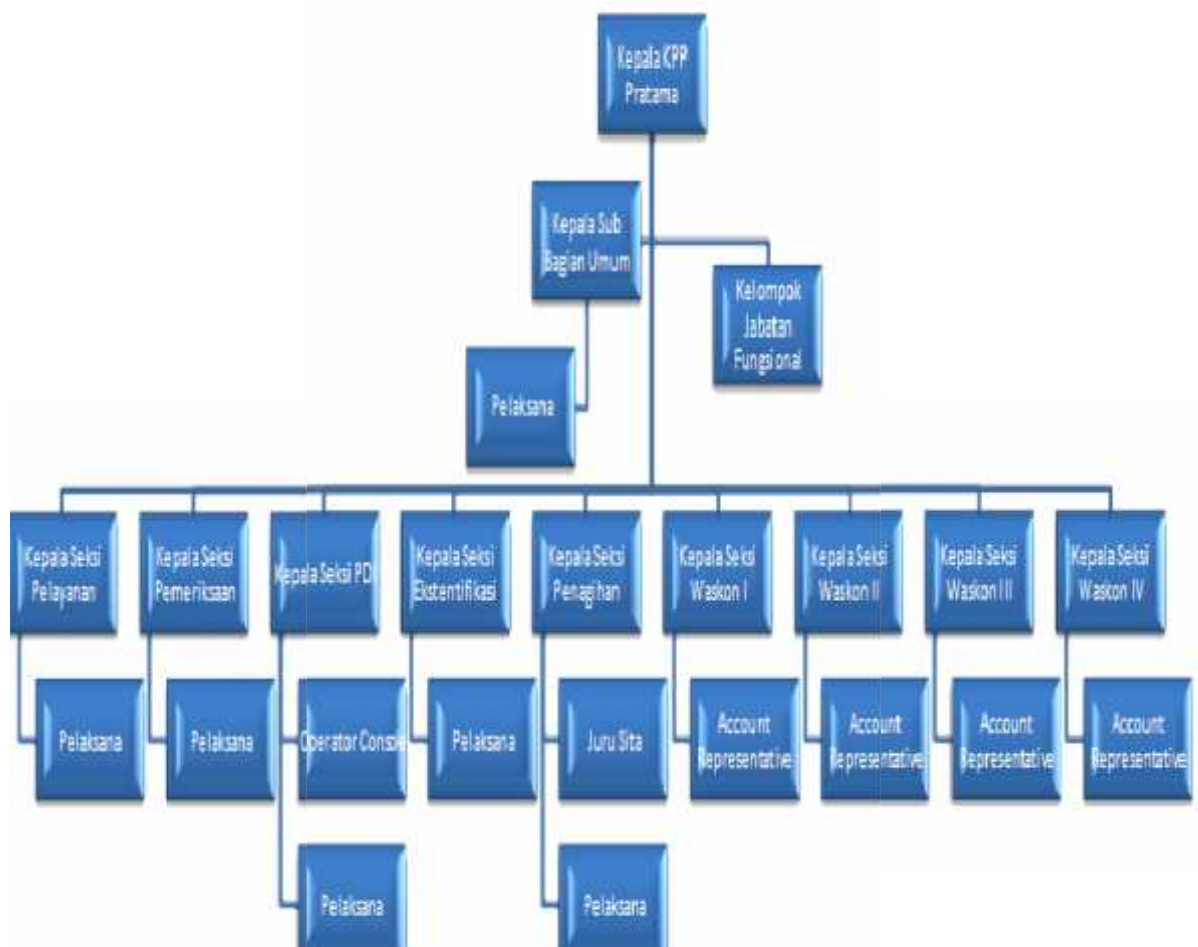 Kepala KPP
Pratama
Kepala Sub
Bagian Umum
Kelompok
Jabatan
Fungsional
Pelaksana
Kepala Seksi
Pelayanan
Kepala Seksi
Pemeriksaan
Kepala Seksi PDI
Kepala Seksi
Ekstentifikasi
Kepala Seksi
Penagihan
Kepala Seksi
Waskon I
Kepala Seksi
Waskon II
Kepala Seksi
Waskon III
Kepala Seksi
Waskon IV
Pelaksana
Pelaksana
Operator Console
Pelaksana
Juru Sita
Account
Representative
Account
Representative
Account
Representative
Account
Representative
Pelaksana
Pelaksana